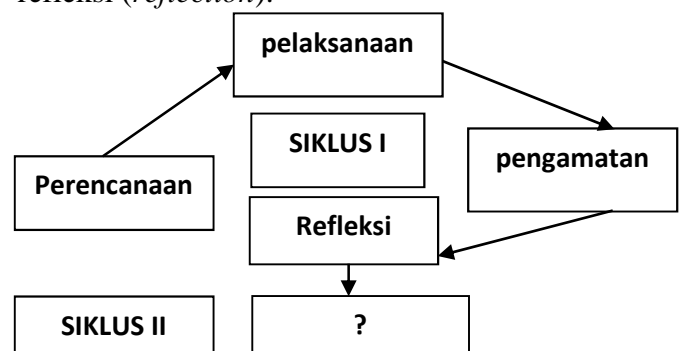 refleksi (reflection).
pelaksanaan
SIKLUS I
pengamatan
Perencanaan
Refleksi
SIKLUS II
?